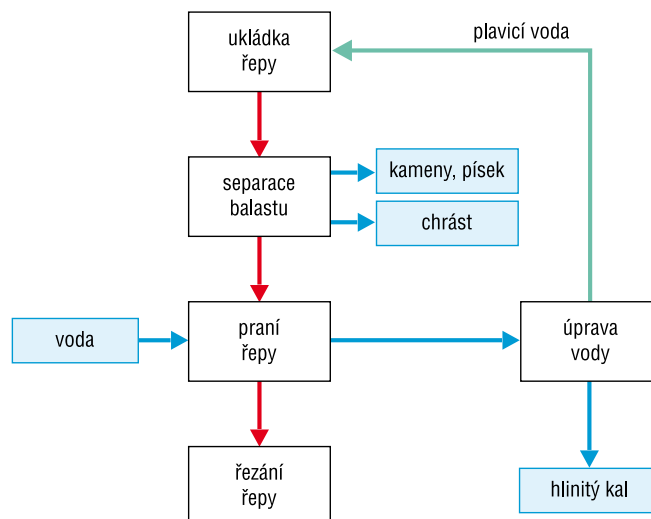 ukládka
řepy
plavicí voda
separace
balastu
kameny, písek
chrást
voda
praní
řepy
úprava
vody
řezání
řepy
hlinitý kal